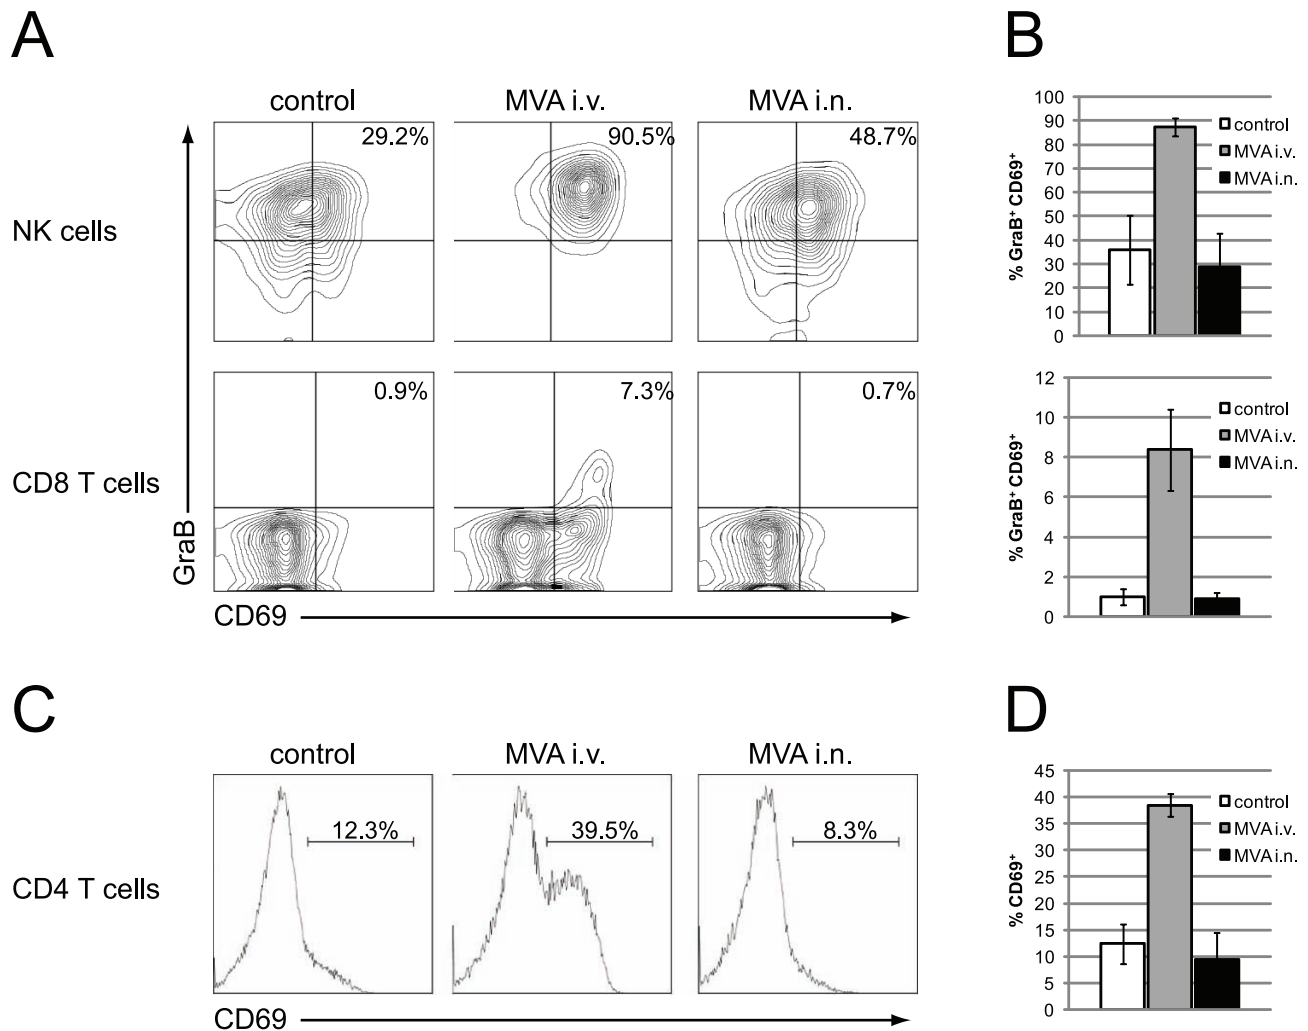 A
B
control
MVA i.v.
MVA i.n.
29.2%
90.5%
48.7%
NK cells
0.9%
7.3%
0.7%
CD8 T cells
GraB
CD69
100
90
80
70
60
50
40
30
20
10
0
% GraB⁺ CD69⁺
control
MVA i.v.
MVA i.n.
12
10
8
6
4
2
0
% GraB⁺ CD69⁺
control
MVA i.v.
MVA i.n.
C
D
control
MVA i.v.
MVA i.n.
12.3%
39.5%
8.3%
CD4 T cells
CD69
45
40
35
30
25
20
15
10
5
0
% CD69⁺
control
MVA i.v.
MVA i.n.